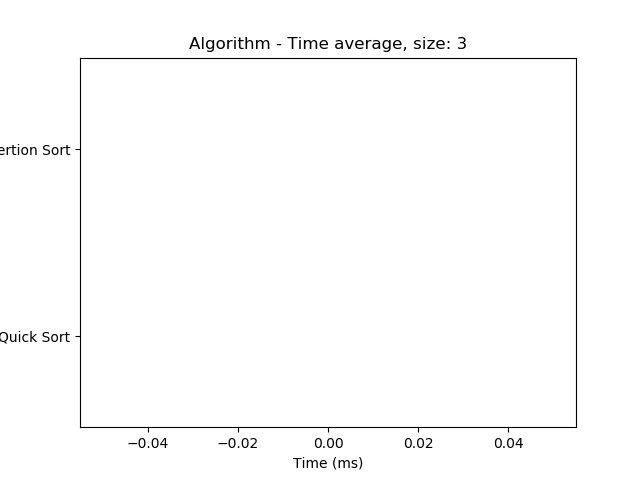 Algorithm - Time average, size: 3
ertion Sort
Quick Sort
−0.04 −0.02 0.00 0.02 0.04
Time (ms)